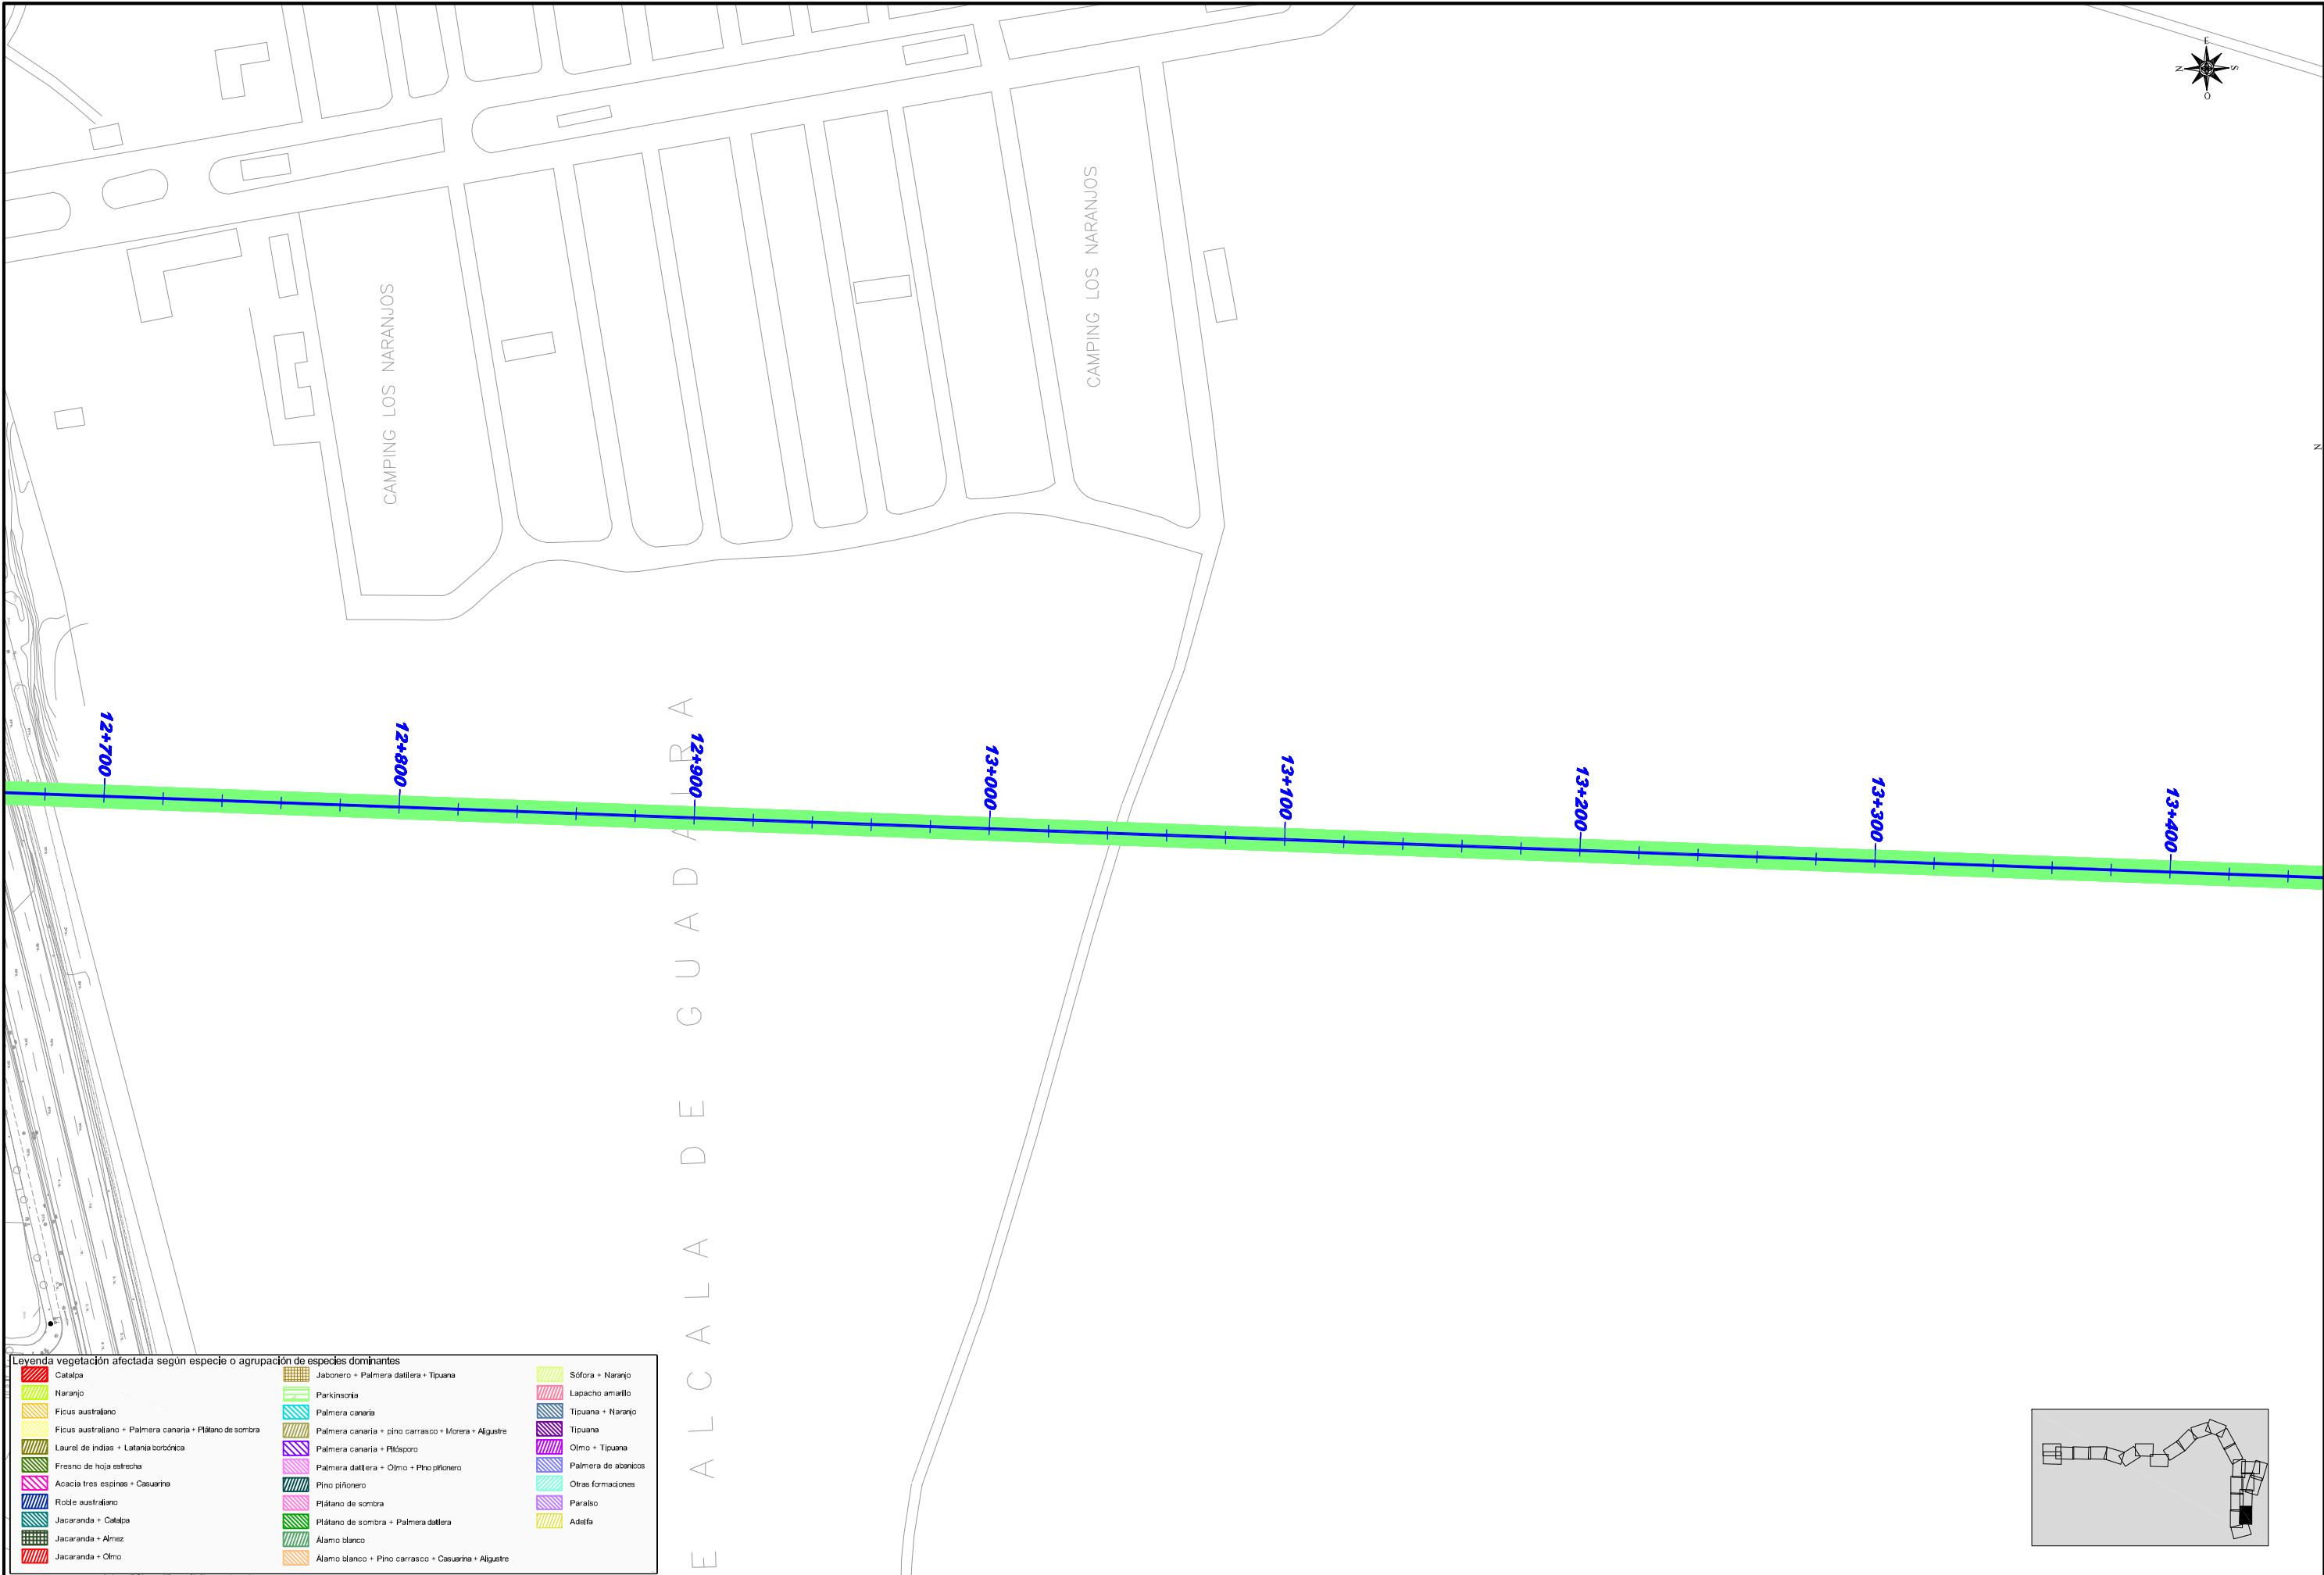 E
N
S
O
CAMPING LOS NARANJOS
CAMPING LOS NARANJOS
N
12+700
12+800
12+900
13+000
13+100
13+200
13+300
13+400
E ALCALA DE GUADAIRA
Leyenda vegetación afectada según especie o agrupación de especies dominantes
Catalpa
Naranjo
Ficus australiano
Ficus australiano + Palmera canaria + Plátano de sombra
Laurel de indias + Latania borbónica
Fresno de hoja estrecha
Acacia tres espinas + Casuarina
Roble australiano
Jacaranda + Catalpa
Jacaranda + Almez
Jacaranda + Olmo
Jabonero + Palmera datilera + Tipuana
Parkinsonia
Palmera canaria
Palmera canaria + pino carrasco + Morera + Aligustre
Palmera canaria + Pitósporo
Palmera datilera + Olmo + Pino piñonero
Pino piñonero
Plátano de sombra
Plátano de sombra + Palmera datilera
Álamo blanco
Álamo blanco + Pino carrasco + Casuarina + Aligustre
Sófora + Naranjo
Lapacho amarillo
Tipuana + Naranjo
Tipuana
Olmo + Tipuana
Palmera de abanicos
Otras formaciones
Paraíso
Adelfa